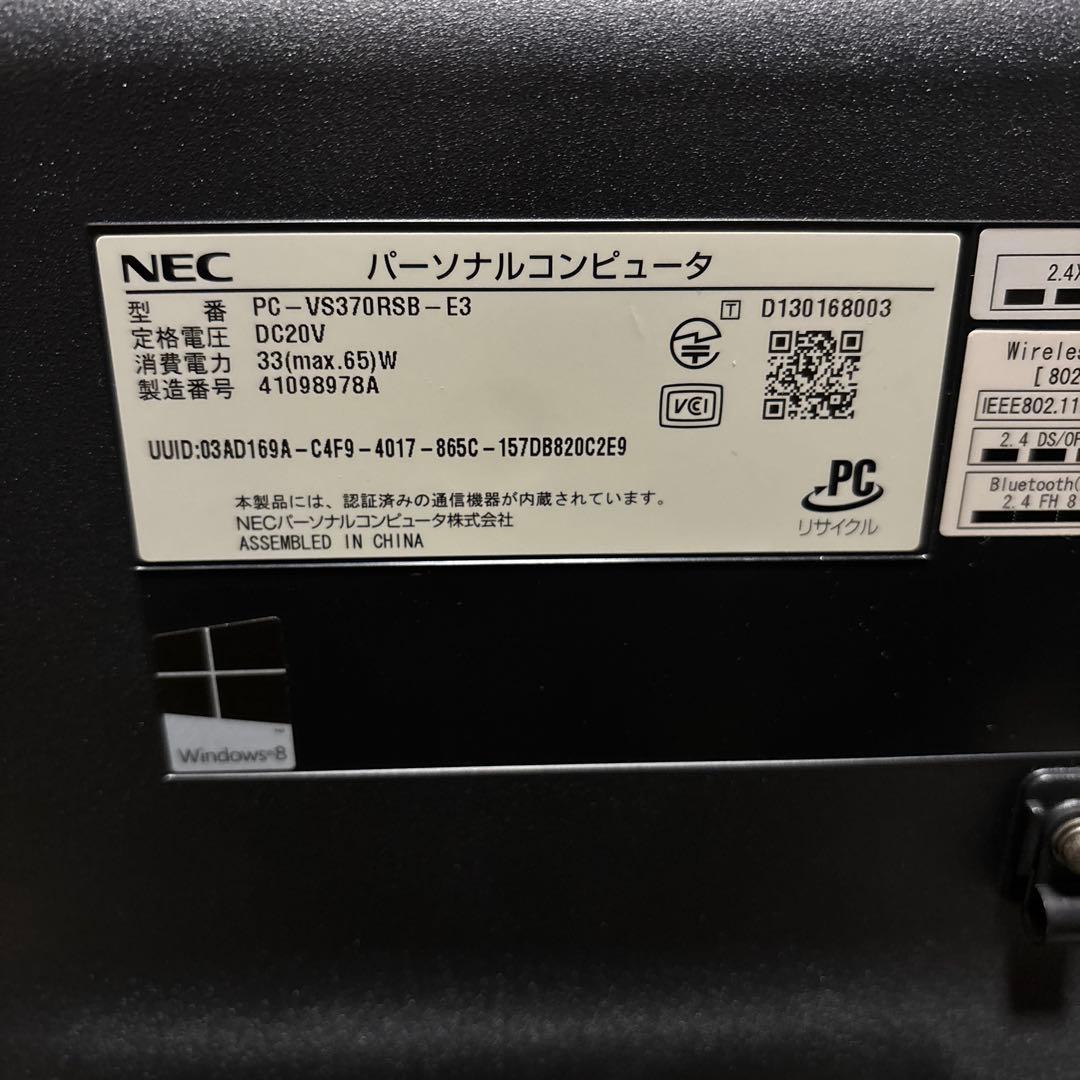 NEC パーソナルコンピュータ
型 番 PC-VS370RSB-E3
定格電圧 DC20V
消費電力 33(max.65)W
製造番号 41098978A
T D130168003
VCI
UUID:03AD169A-C4F9-4017-865C-157DB820C2E9
本製品には、認証済みの通信機器が内蔵されています。
NECパーソナルコンピュータ株式会社
ASSEMBLED IN CHINA
PC
リサイクル
Windows®8
2.4
[802
IEEE802.11
2.4 DS/OF
Bluetooth(
2.4 FH 8